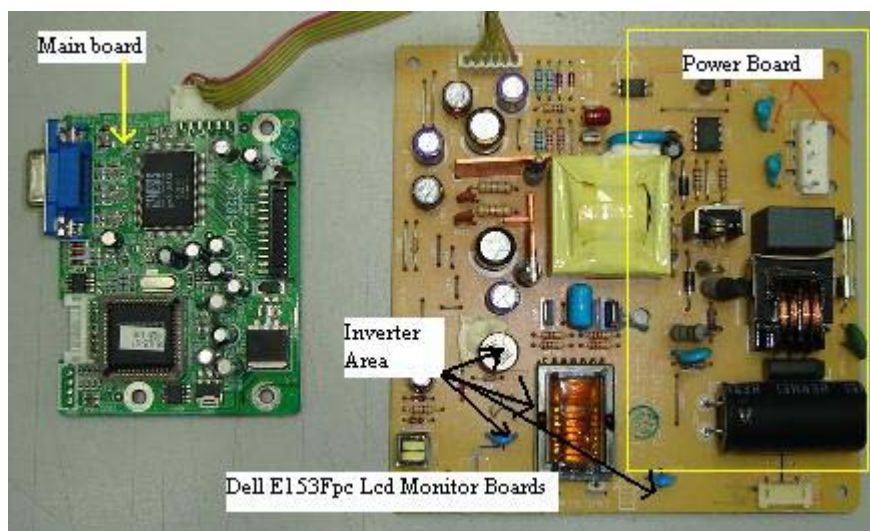 Main board
Power Board
Inverter
Area
Dell E153Fpc Lcd Monitor Boards